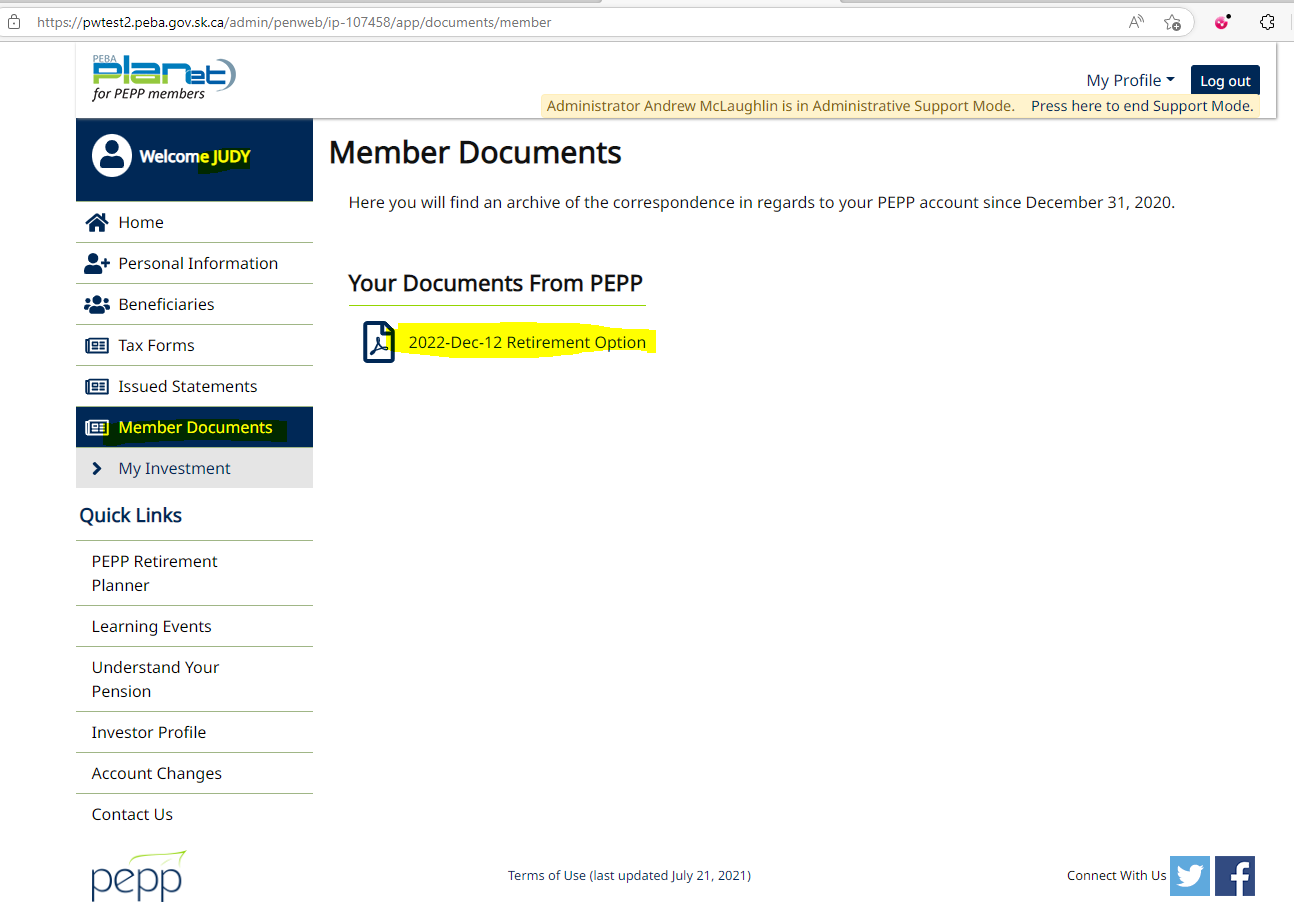 https://pwtest2.peba.gov.sk.ca/admin/penweb/ip-107458/app/documents/member
PEBA
planet
for PEPP members
My Profile
Log out
Administrator Andrew McLaughlin is in Administrative Support Mode. Press here to end Support Mode.
Welcome JUDY
Home
Personal Information
Beneficiaries
Tax Forms
Issued Statements
Member Documents
My Investment
Quick Links
PEPP Retirement
Planner
Learning Events
Understand Your
Pension
Investor Profile
Account Changes
Contact Us
Member Documents
Here you will find an archive of the correspondence in regards to your PEPP account since December 31, 2020.
Your Documents From PEPP
2022-Dec-12 Retirement Option
pepp
Terms of Use (last updated July 21, 2021)
Connect With Us